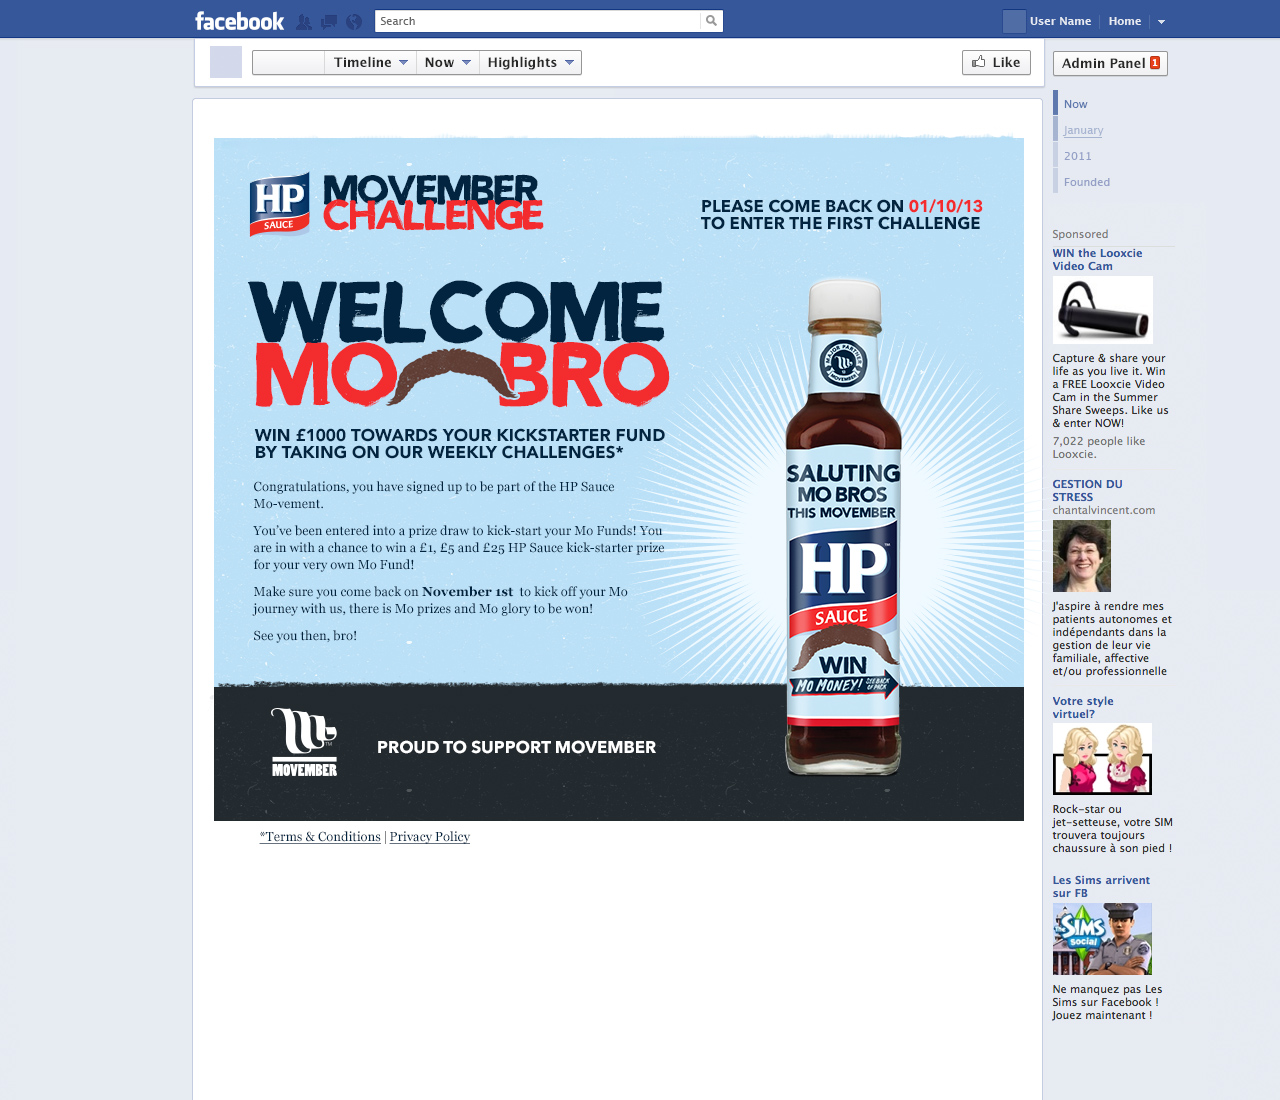 facebook
Search
User Name
Home
Timeline
Now
Highlights
Like
Admin Panel 1
Now
January
2011
Founded
HP
SAUCE
MOVEMBER
CHALLENGE
PLEASE COME BACK ON 01/10/13
TO ENTER THE FIRST CHALLENGE
WELCOME
MO BRO
WIN £1000 TOWARDS YOUR KICKSTARTER FUND
BY TAKING ON OUR WEEKLY CHALLENGES*
Congratulations, you have signed up to be part of the HP Sauce
Mo-vement.
You've been entered into a prize draw to kick-start your Mo Funds! You
are in with a chance to win a £1, £5 and £25 HP Sauce kick-starter prize
for your very own Mo Fund!
Make sure you come back on November 1st to kick off your Mo
journey with us, there is Mo prizes and Mo glory to be won!
See you then, bro!
MAJOR PARTNER
MOVEMBER
SALUTING
MO BROS
THIS MOVEMBER
HP
SAUCE
WIN
MO MONEY! SEE BACK
OF PACK
MOVEMBER
PROUD TO SUPPORT MOVEMBER
*Terms & Conditions | Privacy Policy
Sponsored
WIN the Looxcie
Video Cam
Capture & share your
life as you live it. Win
a FREE Looxcie Video
Cam in the Summer
Share Sweeps. Like us
& enter NOW!
7,022 people like
Looxcie.
GESTION DU
STRESS
chantalvincent.com
J'aspire à rendre mes
patients autonomes et
indépendants dans la
gestion de leur vie
familiale, affective
et/ou professionnelle
Votre style
virtuel?
Rock-star ou
jet-setteuse, votre SIM
trouvera toujours
chaussure à son pied !
Les Sims arrivent
sur FB
The SIMS
social
Ne manquez pas Les
Sims sur Facebook !
Jouez maintenant !